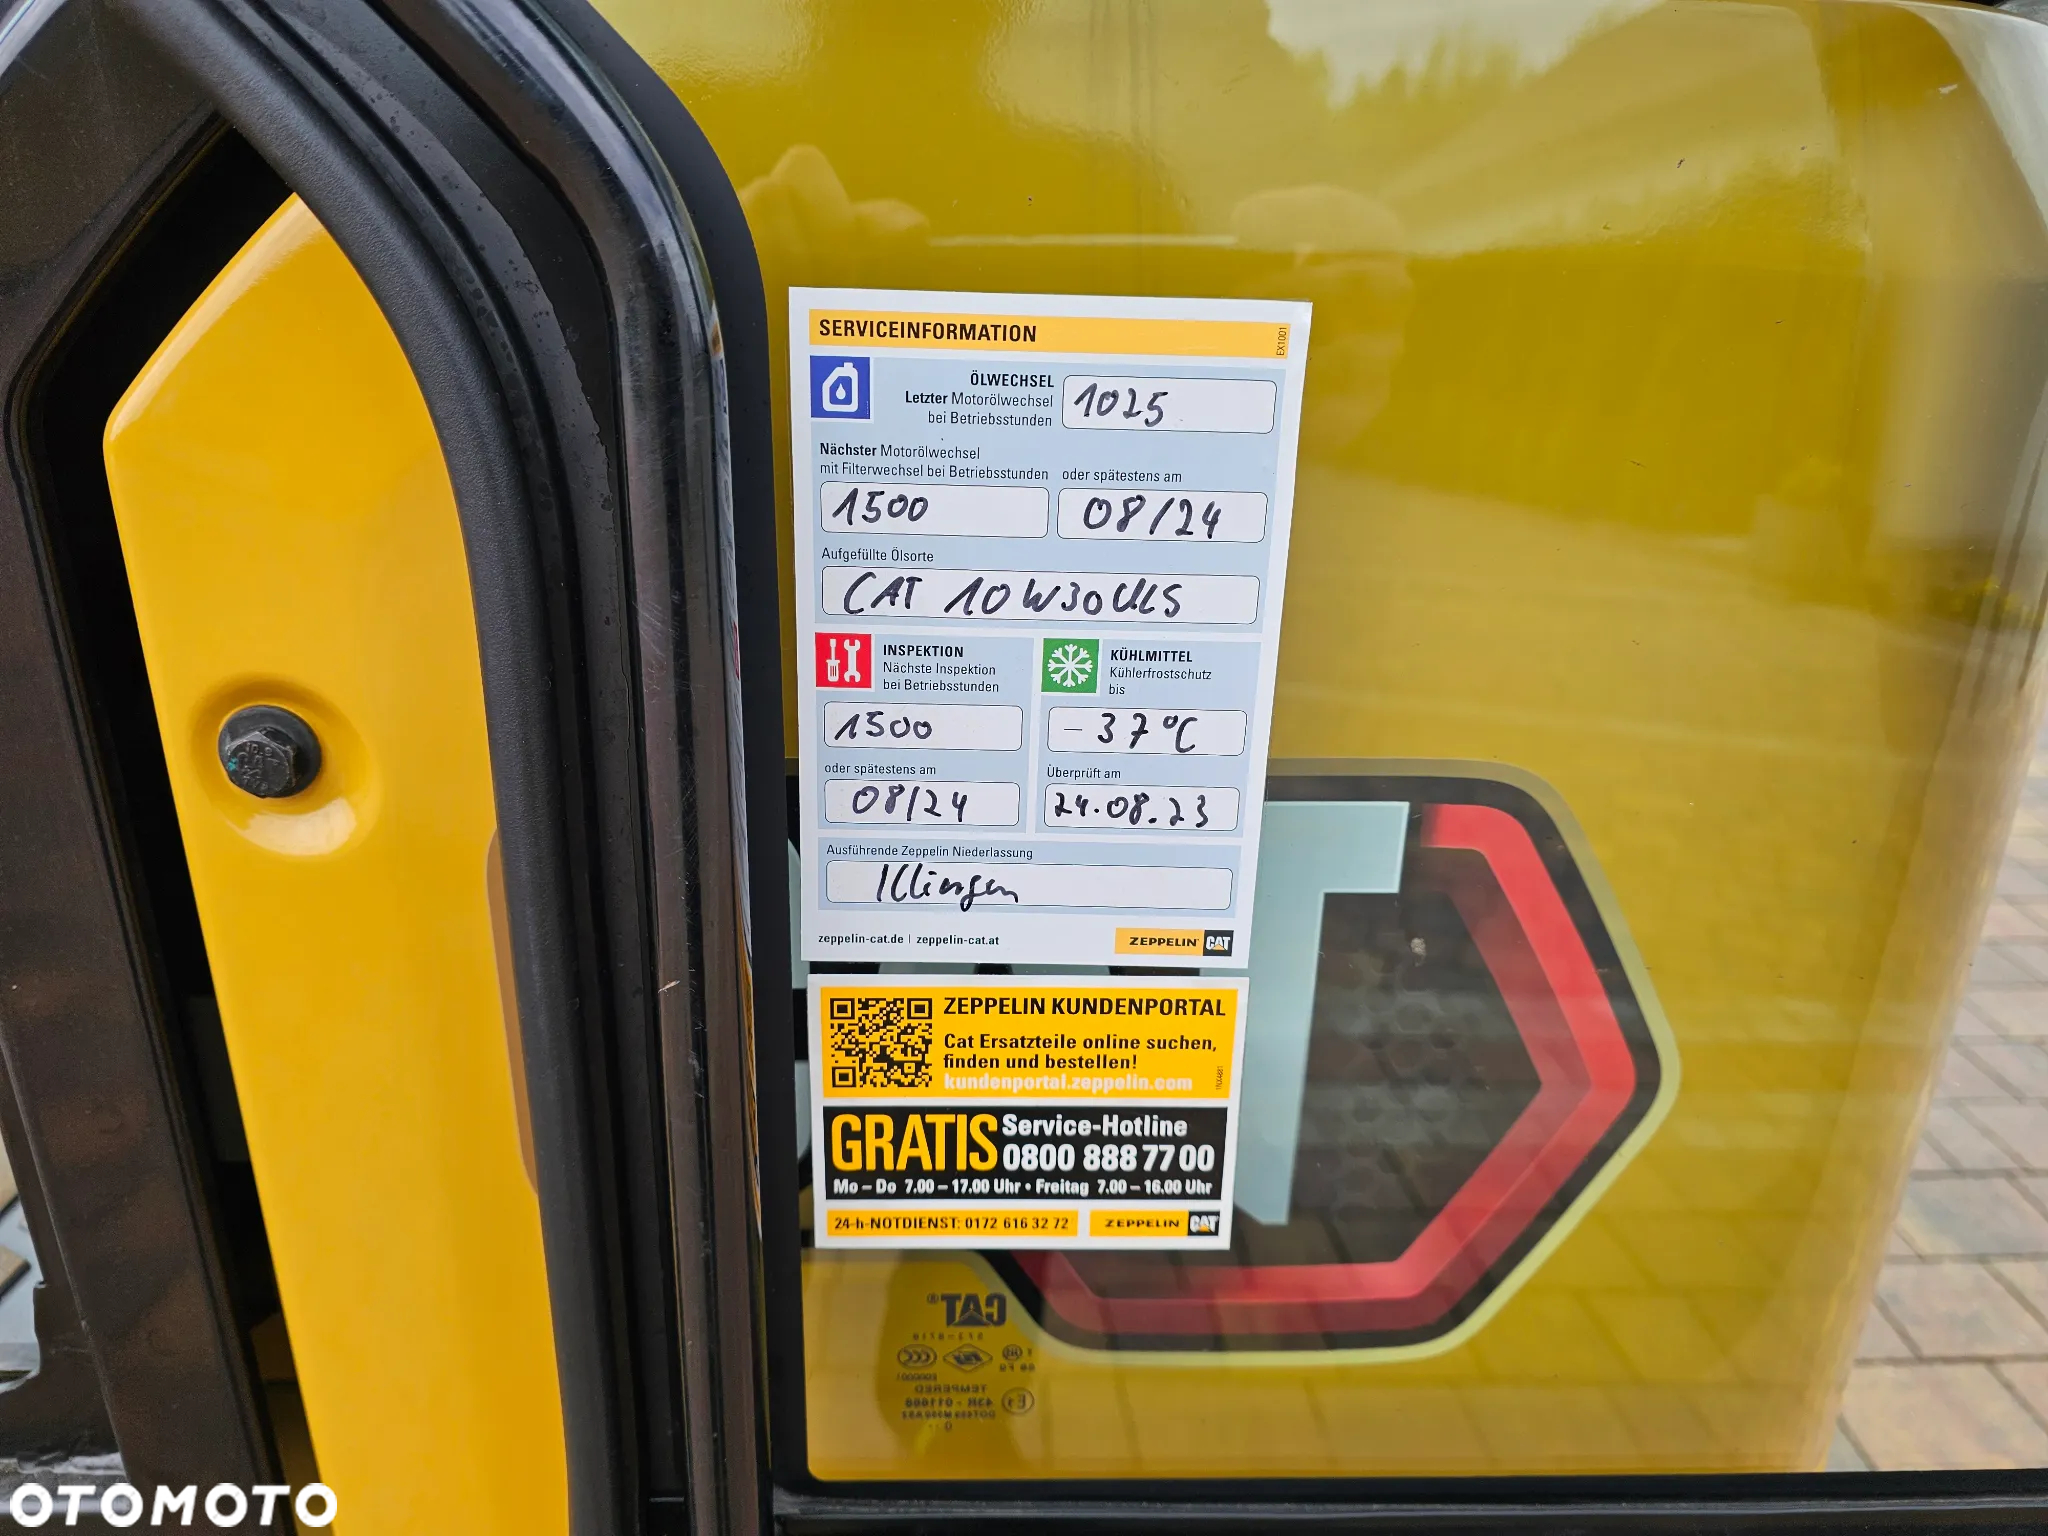 SERVICEINFORMATION
EX1001
ÖLWECHSEL
Letzter Motorölwechsel
bei Betriebsstunden
1025
Nächster Motorölwechsel
mit Filterwechsel bei Betriebsstunden
1500
oder spätestens am
08/24
Aufgefüllte Ölsorte
CAT 10W30 ULS
INSPEKTION
Nächste Inspektion
bei Betriebsstunden
1500
oder spätestens am
08/24
KÜHLMITTEL
Kühlerfrostschutz
bis
- 37°C
Überprüft am
24.08.23
Ausführende Zeppelin Niederlassung
Illingen
zeppelin-cat.de | zeppelin-cat.at
ZEPPELIN CAT
ZEPPELIN KUNDENPORTAL
Cat Ersatzteile online suchen,
finden und bestellen!
kundenportal.zeppelin.com
GRATIS
Service-Hotline
0800 888 77 00
Mo – Do 7.00 – 17.00 Uhr • Freitag 7.00 – 16.00 Uhr
24-h-NOTDIENST: 0172 616 32 72
ZEPPELIN CAT
CAT®
TEMPERED
OTOMOTO